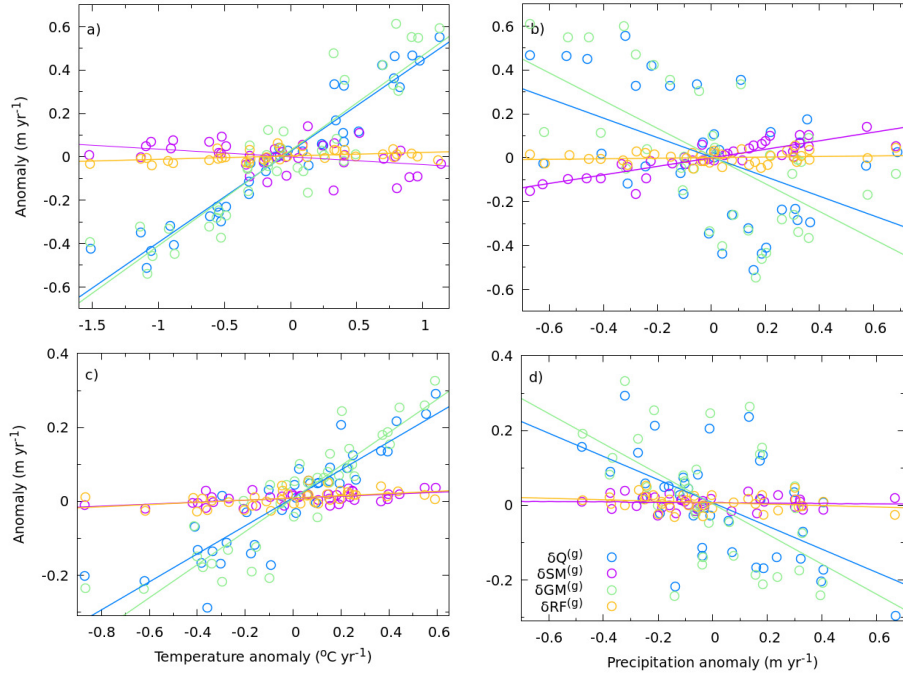 a)
0.6
0.4
0.2
0
-0.2
-0.4
-0.6
Anomaly (m yr-1)
-1.5 -1 -0.5 0 0.5 1
b)
0.6
0.4
0.2
0
-0.2
-0.4
-0.6
-0.6 -0.4 -0.2 0 0.2 0.4 0.6
c)
0.4
0.2
0
-0.2
Anomaly (m yr-1)
-0.8 -0.6 -0.4 -0.2 0 0.2 0.4 0.6
Temperature anomaly (oC yr-1)
d)
0.4
0.2
0
-0.2
δQ(g)
δSM(g)
δGM(g)
δRF(g)
-0.6 -0.4 -0.2 0 0.2 0.4 0.6
Precipitation anomaly (m yr-1)